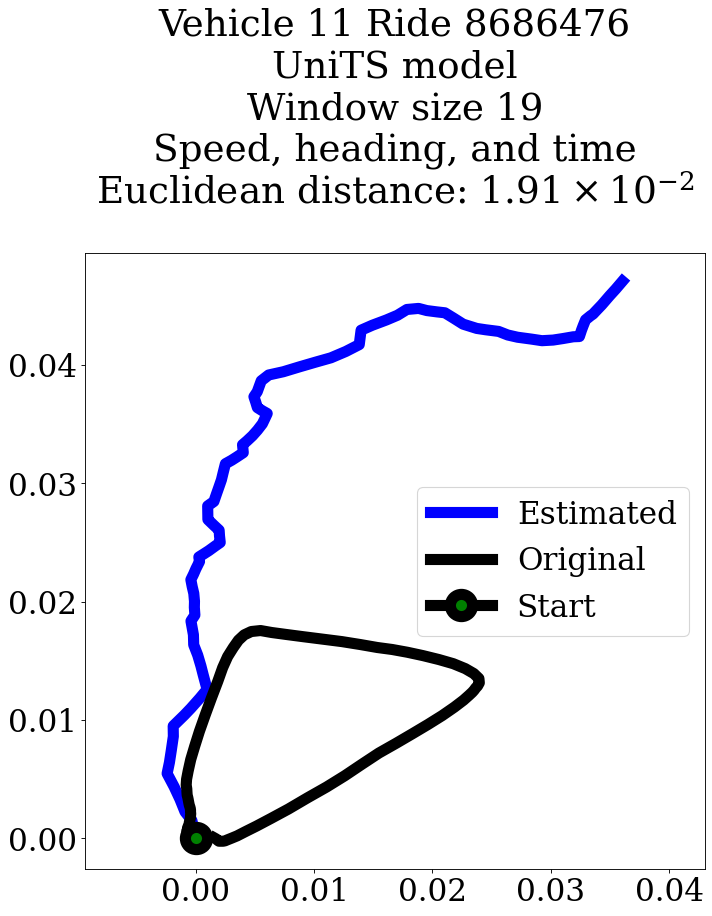 Vehicle 11 Ride 8686476
UniTS model
Window size 19
Speed, heading, and time
Euclidean distance: 1.91 × 10⁻²
0.04
0.03
0.02
0.01
0.00
Estimated
Original
Start
0.00 0.01 0.02 0.03 0.04